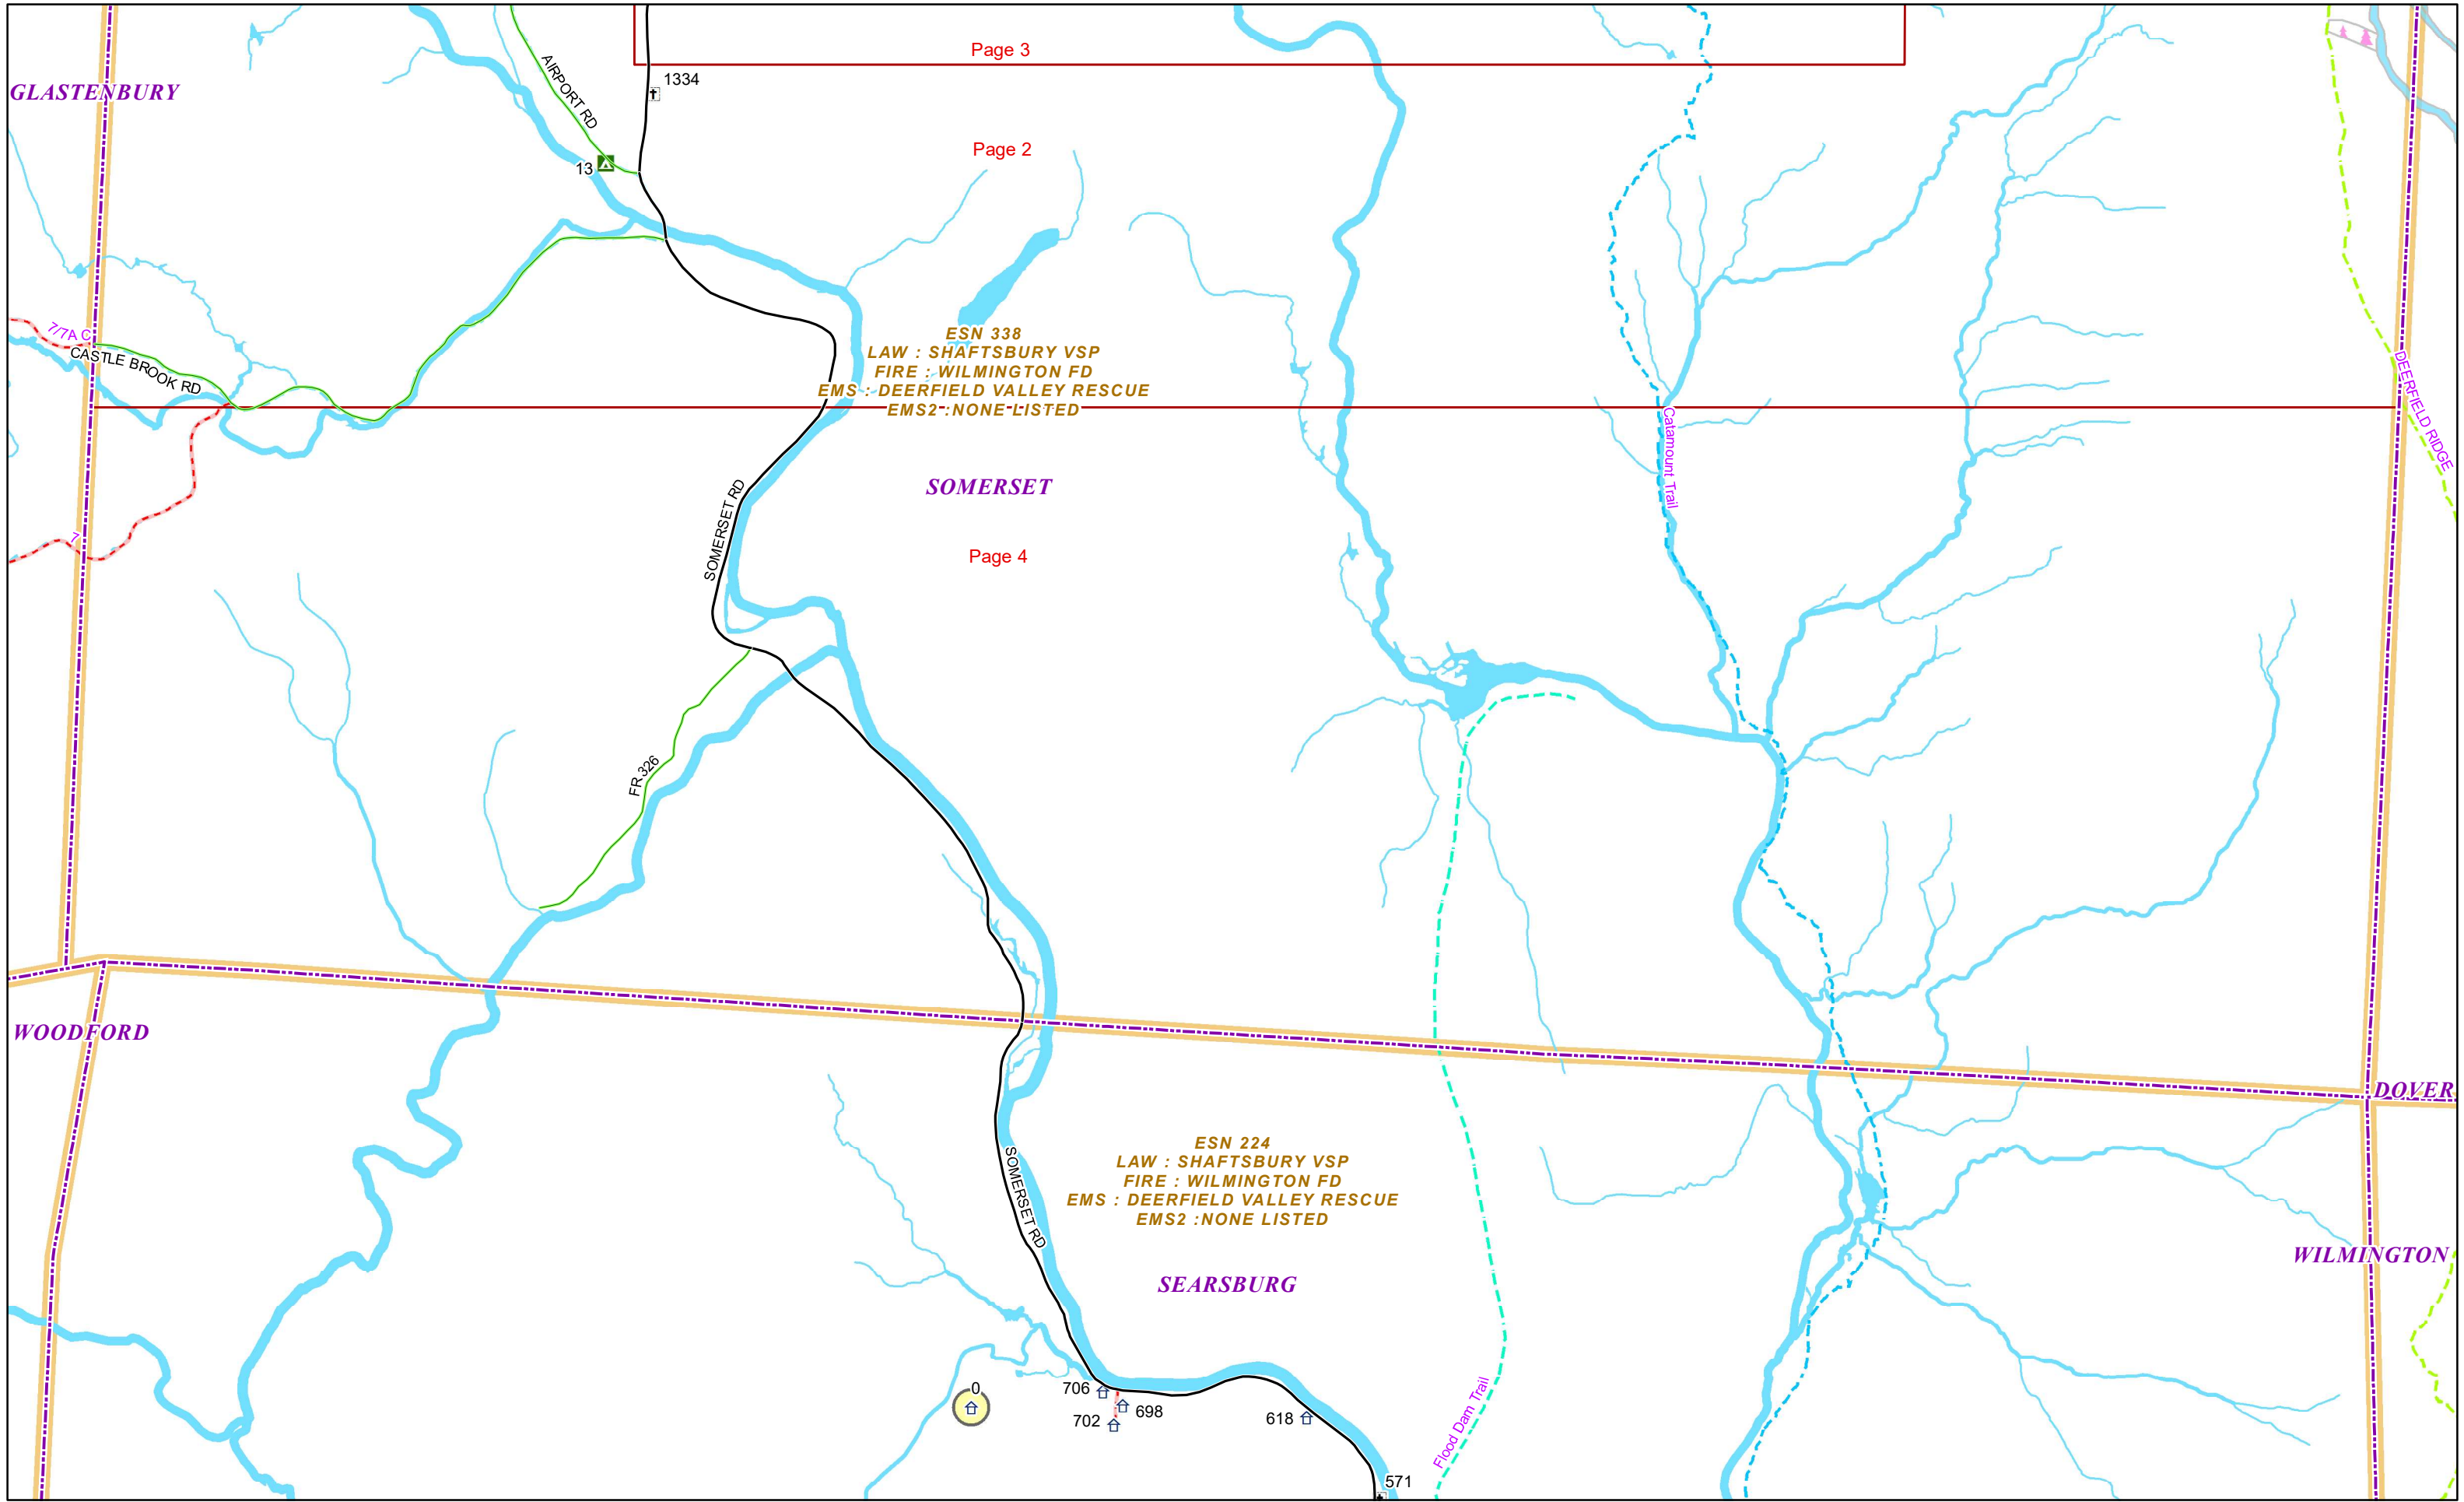 Page 3
1334
GLASTENBURY
AIRPORT RD
Page 2
13
ESN 338
LAW : SHAFTSBURY VSP
FIRE : WILMINGTON FD
EMS : DEERFIELD VALLEY RESCUE
EMS2 :NONE LISTED
7/7A C
CASTLE BROOK RD
DEERFIELD RIDGE
Catamount Trail
SOMERSET
SOMERSET RD
7
Page 4
FR 326
WOODFORD
DOVER
ESN 224
LAW : SHAFTSBURY VSP
FIRE : WILMINGTON FD
EMS : DEERFIELD VALLEY RESCUE
EMS2 :NONE LISTED
SOMERSET RD
WILMINGTON
SEARSBURG
0
706
698
702
618
Flood Dam Trail
571